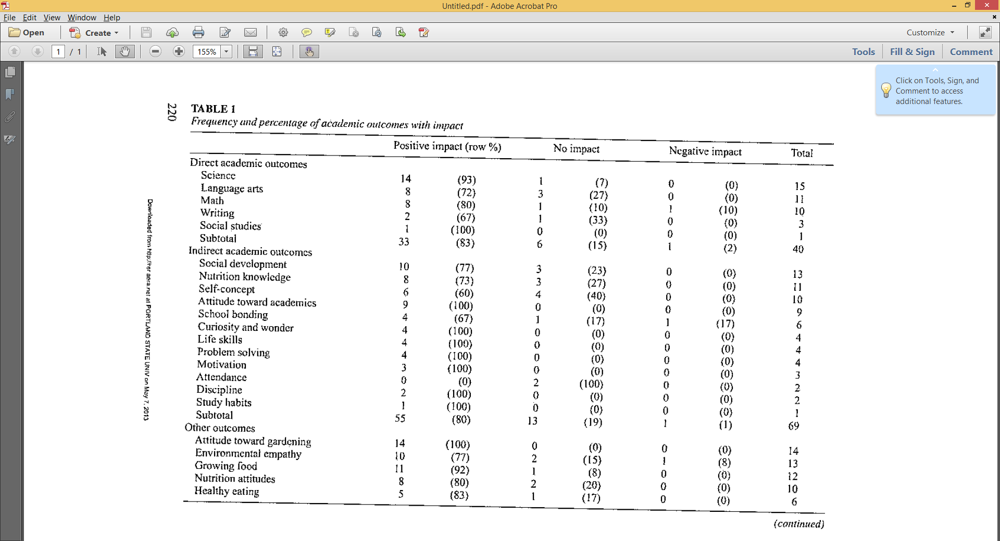 Untitled.pdf - Adobe Acrobat Pro
File Edit View Window Help
Open Create Customize
1 / 1 155% Tools Fill & Sign Comment
Click on Tools, Sign, and
Comment to access
additional features.
220
TABLE 1
Frequency and percentage of academic outcomes with impact
Positive impact (row %) No impact Negative impact Total
Direct academic outcomes
Science 14 (93) 1 (7) 0 (0) 15
Language arts 8 (72) 3 (27) 0 (0) 11
Math 8 (80) 1 (10) 1 (10) 10
Writing 2 (67) 1 (33) 0 (0) 3
Social studies 1 (100) 0 (0) 0 (0) 1
Subtotal 33 (83) 6 (15) 1 (2) 40
Indirect academic outcomes
Social development 10 (77) 3 (23) 0 (0) 13
Nutrition knowledge 8 (73) 3 (27) 0 (0) 11
Self-concept 6 (60) 4 (40) 0 (0) 10
Attitude toward academics 9 (100) 0 (0) 0 (0) 9
School bonding 4 (67) 1 (17) 1 (17) 6
Curiosity and wonder 4 (100) 0 (0) 0 (0) 4
Life skills 4 (100) 0 (0) 0 (0) 4
Problem solving 4 (100) 0 (0) 0 (0) 4
Motivation 3 (100) 0 (0) 0 (0) 3
Attendance 0 (0) 2 (100) 0 (0) 2
Discipline 2 (100) 0 (0) 0 (0) 2
Study habits 1 (100) 0 (0) 0 (0) 1
Subtotal 55 (80) 13 (19) 1 (1) 69
Other outcomes
Attitude toward gardening 14 (100) 0 (0) 0 (0) 14
Environmental empathy 10 (77) 2 (15) 1 (8) 13
Growing food 11 (92) 1 (8) 0 (0) 12
Nutrition attitudes 8 (80) 2 (20) 0 (0) 10
Healthy eating 5 (83) 1 (17) 0 (0) 6
(continued)
Downloaded from http://rer.aera.net at PORTLAND STATE UNIV on May 7, 2013